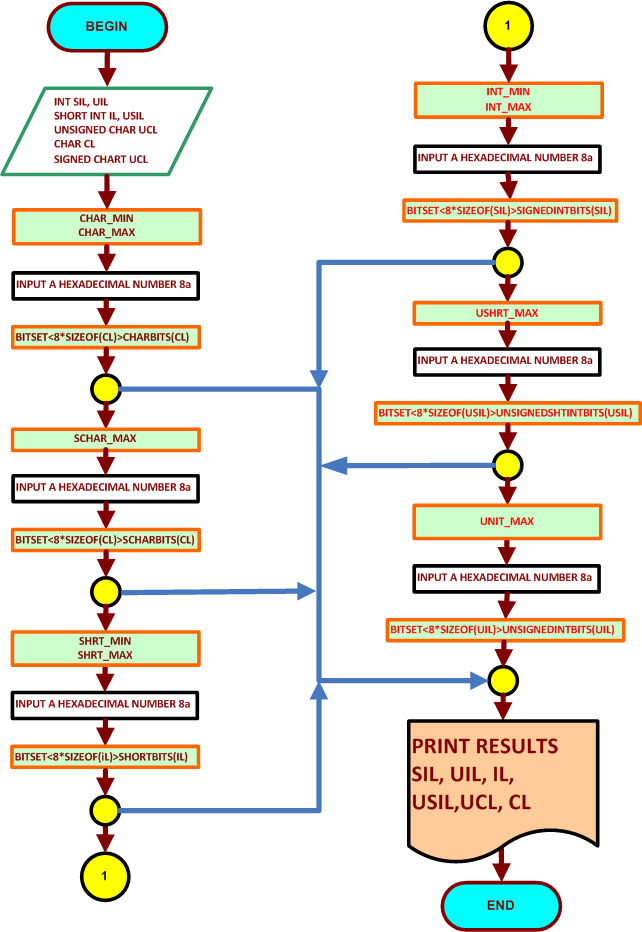 BEGIN
INT SIL, UIL
SHORT INT IL, USIL
UNSIGNED CHAR UCL
CHAR CL
SIGNED CHART UCL
CHAR_MIN
CHAR_MAX
INPUT A HEXADECIMAL NUMBER 8a
BITSET<8*SIZEOF(CL)>CHARBITS(CL)
SCHAR_MAX
INPUT A HEXADECIMAL NUMBER 8a
BITSET<8*SIZEOF(CL)>SCHARBITS(CL)
SHRT_MIN
SHRT_MAX
INPUT A HEXADECIMAL NUMBER 8a
BITSET<8*SIZEOF(iL)>SHORTBITS(IL)
1
1
INT_MIN
INT_MAX
INPUT A HEXADECIMAL NUMBER 8a
BITSET<8*SIZEOF(SIL)>SIGNEDINTBITS(SIL)
USHRT_MAX
INPUT A HEXADECIMAL NUMBER 8a
BITSET<8*SIZEOF(USIL)>UNSIGNEDSHTINTBITS(USIL)
UNIT_MAX
INPUT A HEXADECIMAL NUMBER 8a
BITSET<8*SIZEOF(UIL)>UNSIGNEDINTBITS(UIL)
PRINT RESULTS
SIL, UIL, IL,
USIL,UCL, CL
END